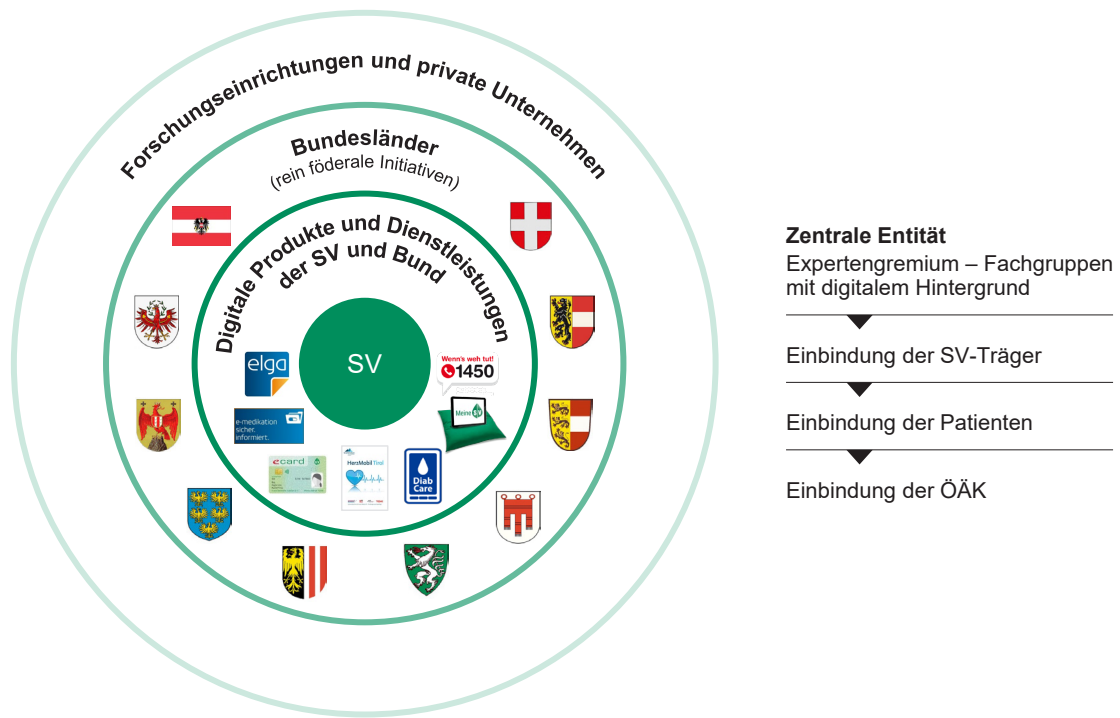 Forschungseinrichtungen und private Unternehmen
Bundesländer
(rein föderale Initiativen)
Digitale Produkte und Dienstleistungen
der SV und Bund
SV
elga
Wenn's weh tut!
1450
e-medikation
sicher.
informiert.
Meine
SV
ecard
HerzMobil Tirol
Diab
Care
Zentrale Entität
Expertengremium – Fachgruppen
mit digitalem Hintergrund
Einbindung der SV-Träger
Einbindung der Patienten
Einbindung der ÖÄK